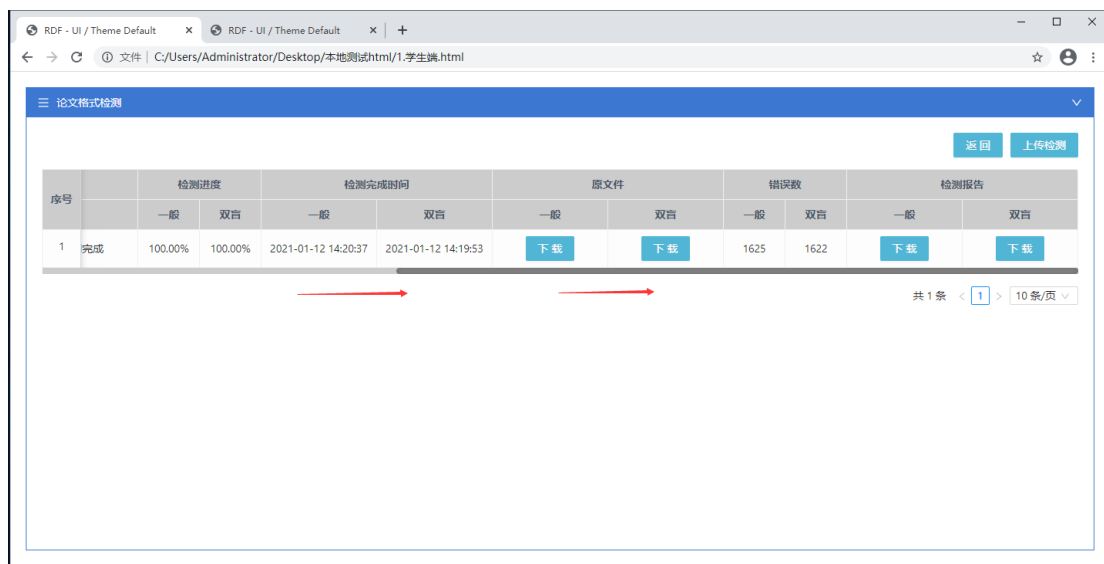 RDF - UI / Theme Default
RDF - UI / Theme Default
文件 C:/Users/Administrator/Desktop/本地测试html/1.学生端.html
论文格式检测
返回 上传检测
序号 检测进度 检测完成时间 原文件 错误数 检测报告
一般 双盲 一般 双盲 一般 双盲 一般 双盲 一般 双盲
1 完成 100.00% 100.00% 2021-01-12 14:20:37 2021-01-12 14:19:53 下载 下载 1625 1622 下载 下载
共 1 条 < 1 > 10 条/页